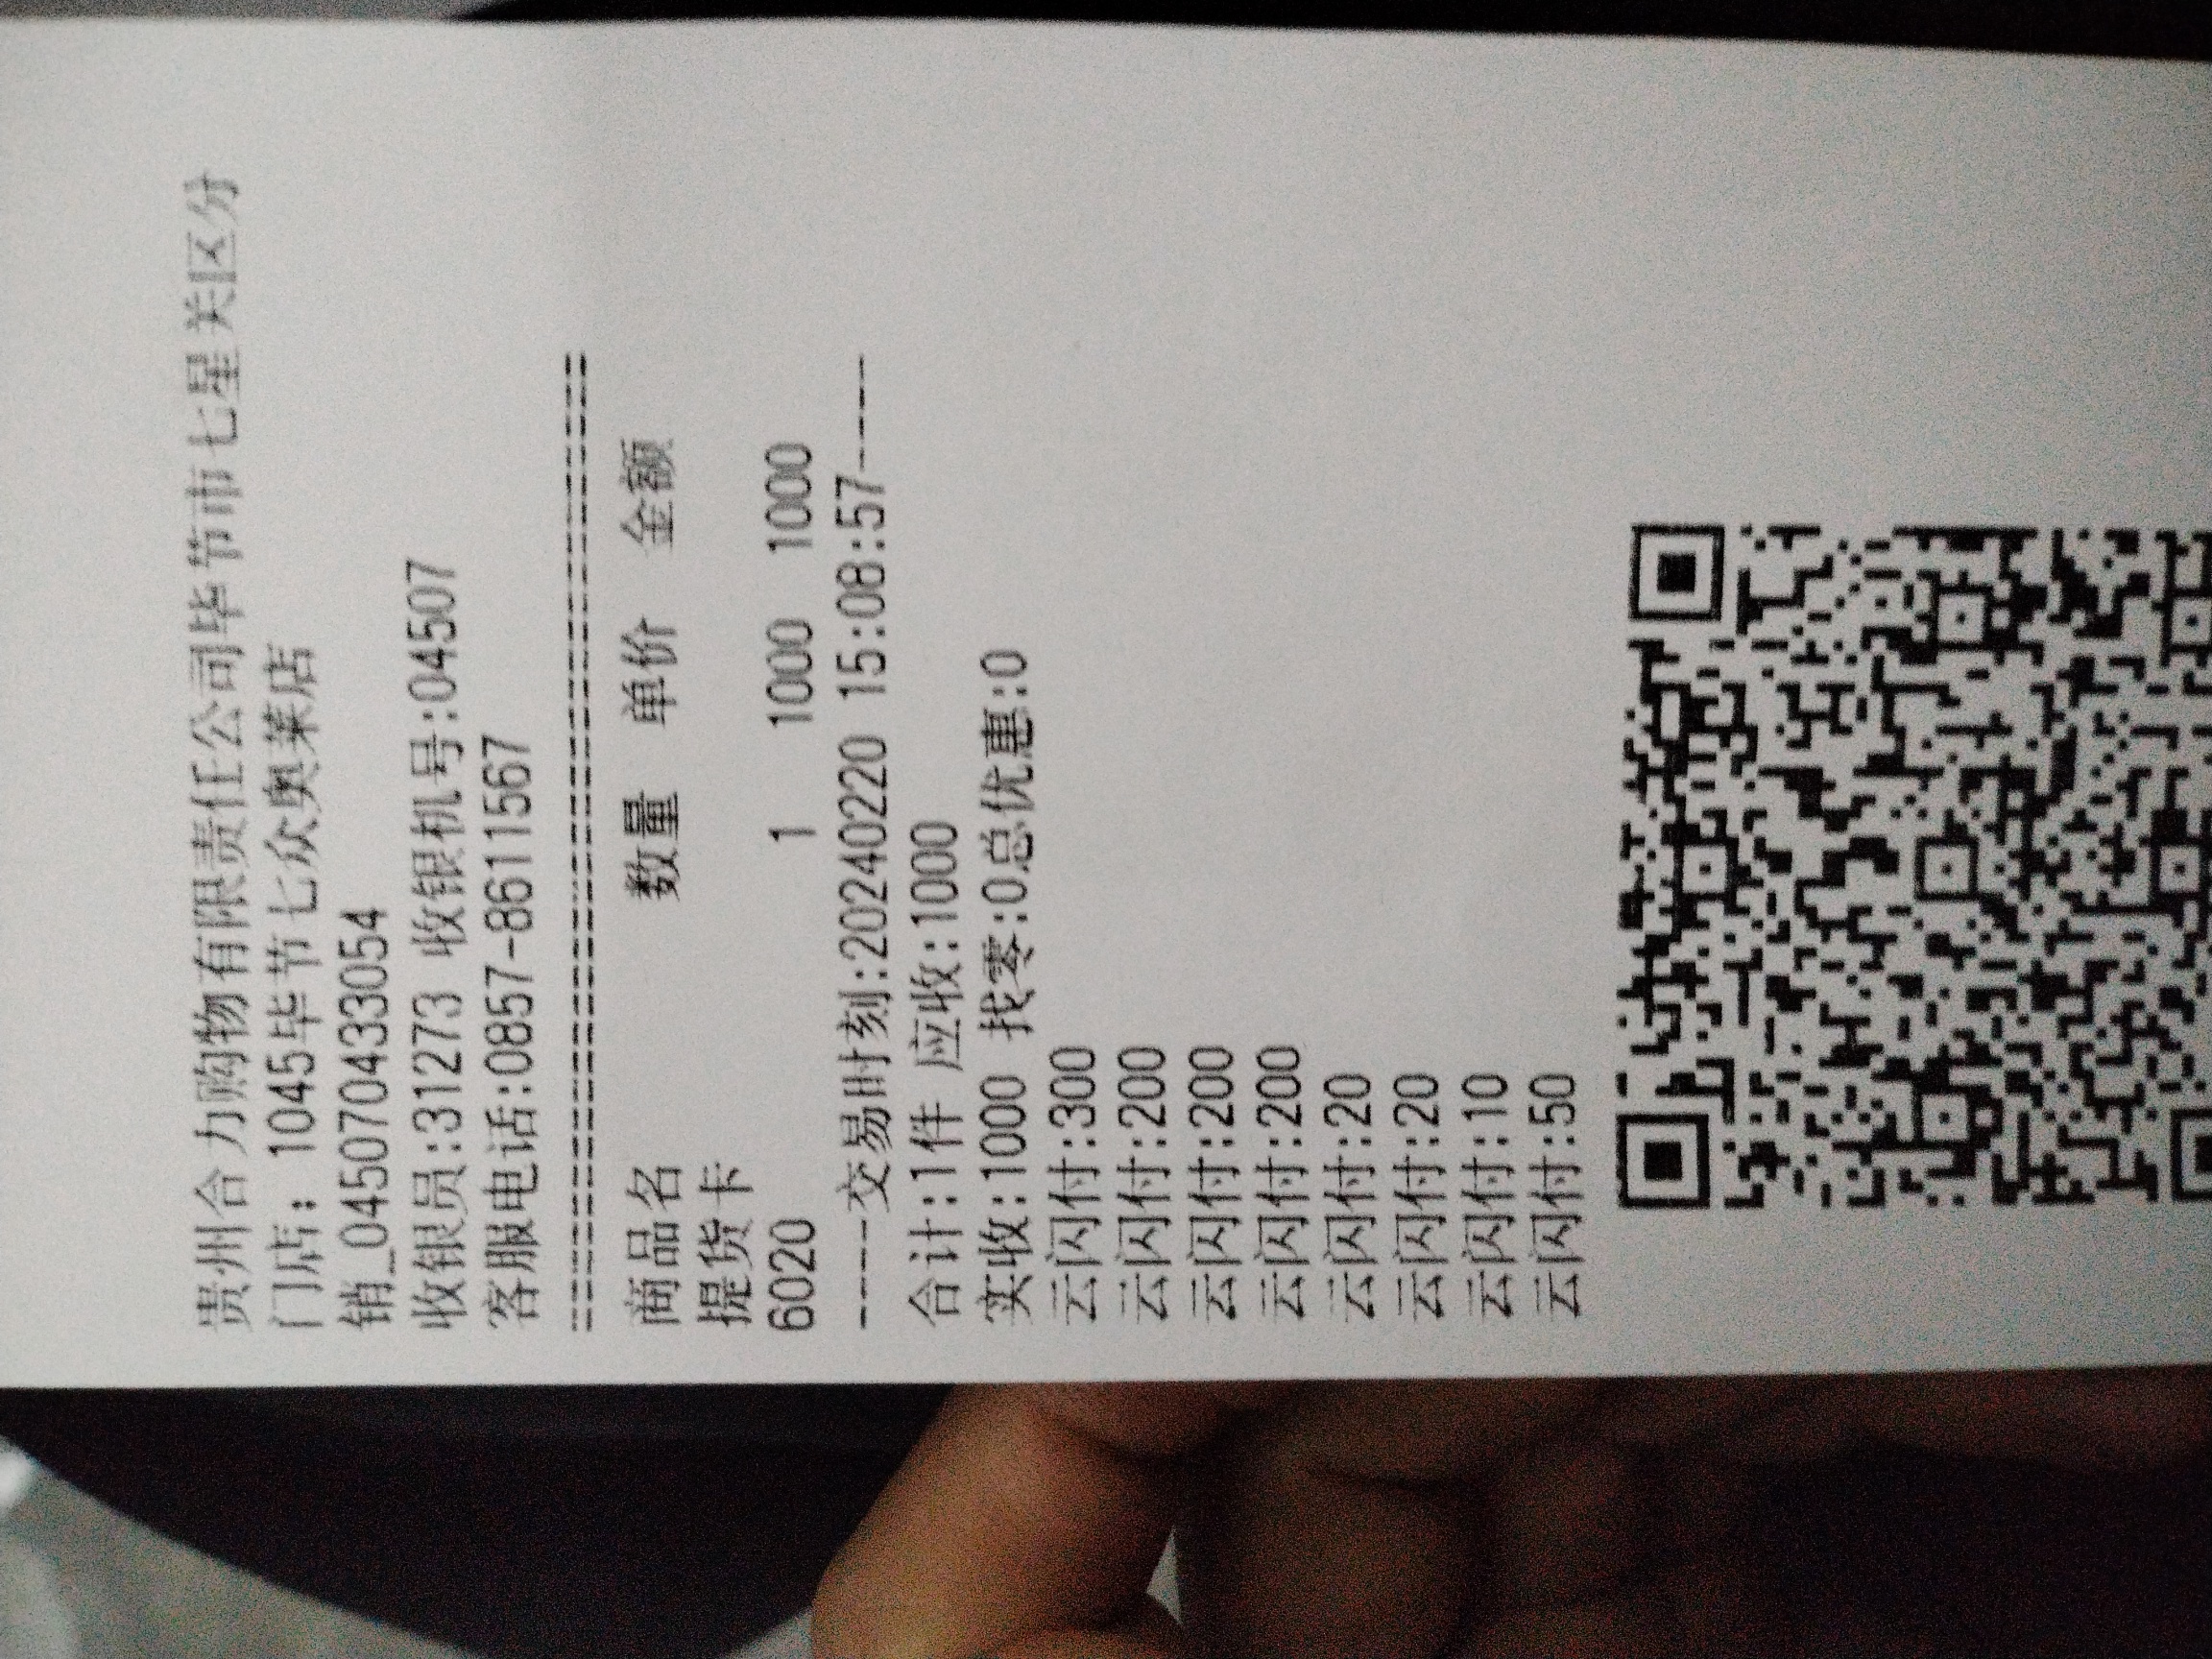 贵州合力购物有限责任公司毕节市七星关区分
门店: 1045毕节七众奥莱店
销_045070433054
收银员:31273 收银机号:04507
客服电话:0857-8611567
======================================
商品名 数量 单价 金额
提货卡
6020 1 1000 1000
-----交易时刻:20240220 15:08:57-----
合计:1件 应收:1000
实收:1000 找零:0总优惠:0
云闪付:300
云闪付:200
云闪付:200
云闪付:200
云闪付:20
云闪付:20
云闪付:10
云闪付:50